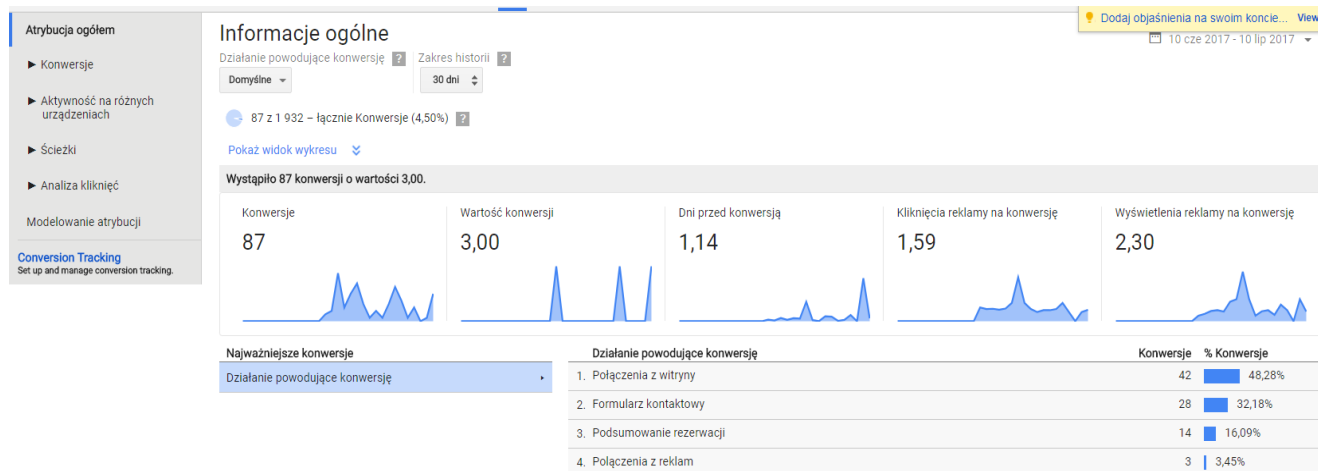 Dodaj objaśnienia na swoim koncie... View
Atrybucja ogółem
Konwersje
Aktywność na różnych
urządzeniach
Ścieżki
Analiza kliknięć
Modelowanie atrybucji
Conversion Tracking
Set up and manage conversion tracking.
Informacje ogólne
10 cze 2017 - 10 lip 2017
Działanie powodujące konwersję ? Zakres historii ?
Domyślne 30 dni
87 z 1 932 – łącznie Konwersje (4,50%) ?
Pokaż widok wykresu
Wystąpiło 87 konwersji o wartości 3,00.
Konwersje Wartość konwersji Dni przed konwersją Kliknięcia reklamy na konwersję Wyświetlenia reklamy na konwersję
87 3,00 1,14 1,59 2,30
Najważniejsze konwersje Działanie powodujące konwersję Konwersje % Konwersje
Działanie powodujące konwersję 1. Połączenia z witryny 42 48,28%
2. Formularz kontaktowy 28 32,18%
3. Podsumowanie rezerwacji 14 16,09%
4. Połączenia z reklam 3 3,45%